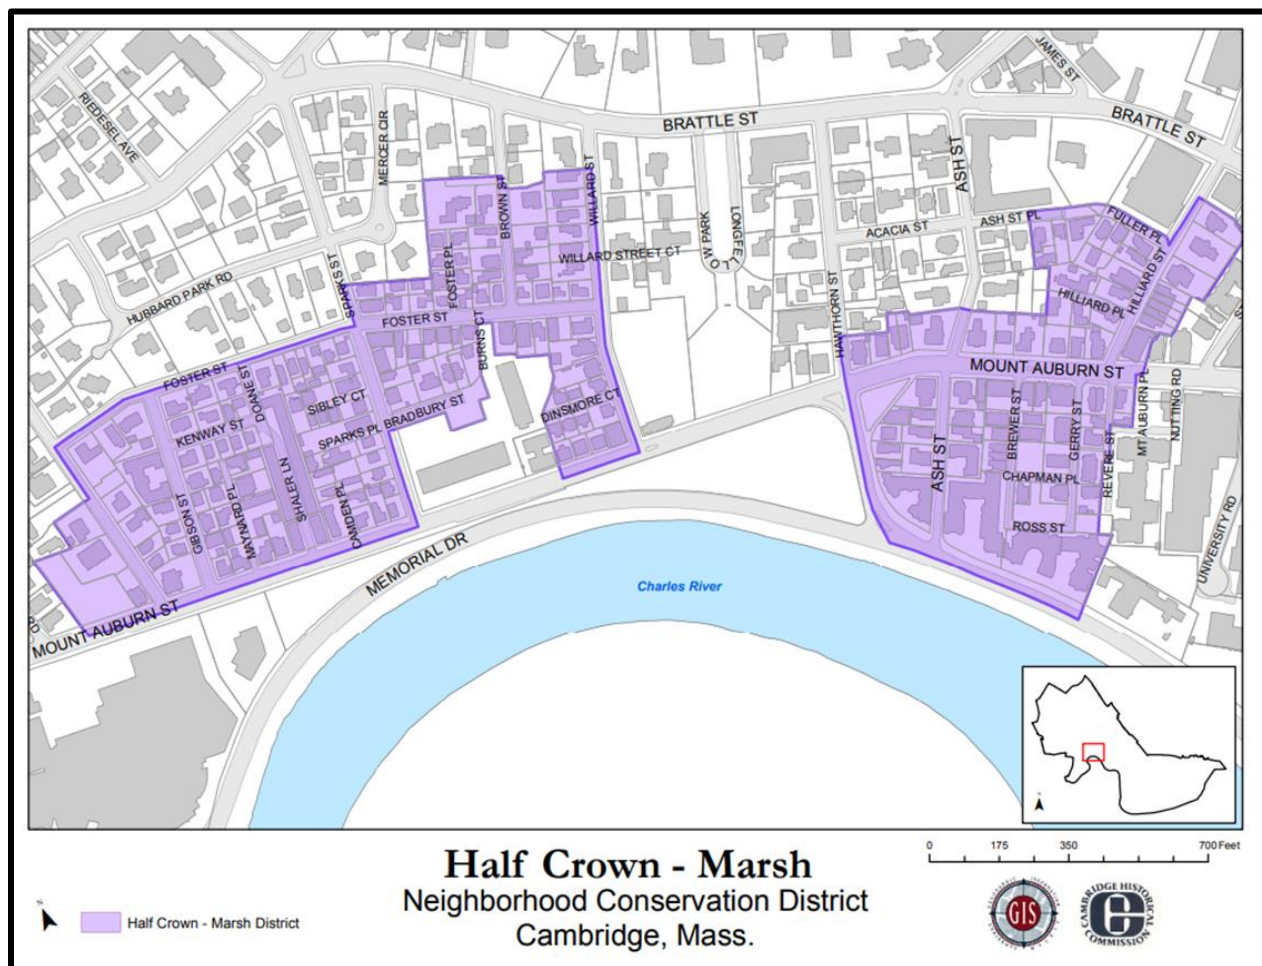 JAMES ST
RIEDESEL AVE
BRATTLE ST
BRATTLE ST
MERCER CIR
ASH ST
WILLARD ST
BROWN ST
LONGFELLOW PARK
ASH ST PL
FULLER PL
ACACIA ST
FOSTER PL
WILLARD STREET CT
HILLIARD ST
SPARKS ST
HUBBARD PARK RD
HAWTHORN ST
HILLIARD PL
FOSTER ST
BURNS CT
MOUNT AUBURN ST
FOSTER ST
DOANE ST
SIBLEY CT
DINSMORE CT
MT AUBURN PL
NUTTING RD
KENWAY ST
SPARKS PL
BRADBURY ST
BREWER ST
GERRY ST
REVERE ST
ASH ST
CHAPMAN PL
GIBSON ST
MAYNARD PL
SHALER LN
CAMDEN PL
ROSS ST
UNIVERSITY RD
MEMORIAL DR
Charles River
RD
MOUNT AUBURN ST
N
0 175 350 700 Feet
Half Crown - Marsh
Neighborhood Conservation District
Cambridge, Mass.
N
Half Crown - Marsh District
GIS
CAMBRIDGE HISTORICAL
COMMISSION